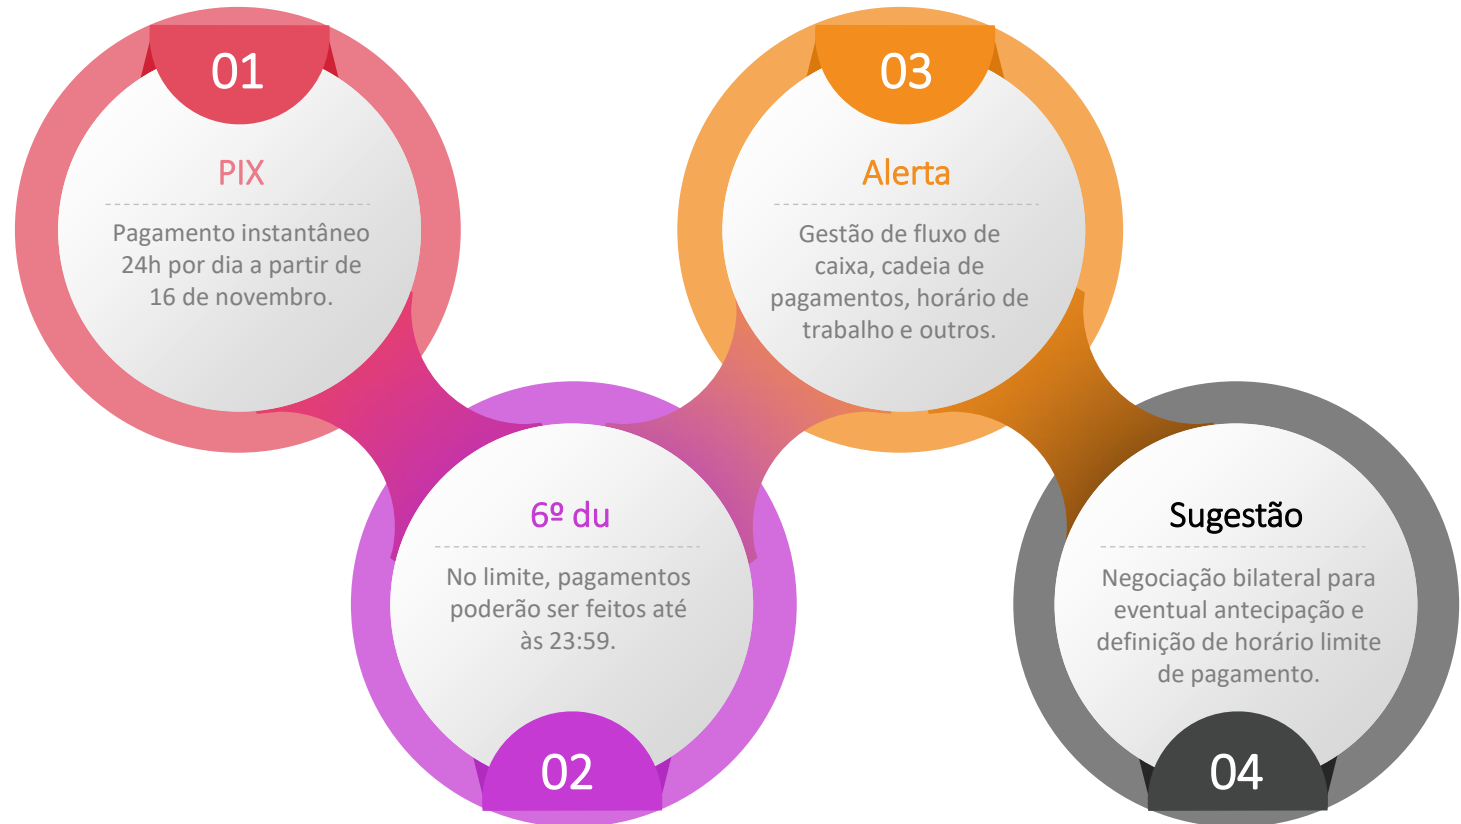 01
PIX
Pagamento instantâneo
24h por dia a partir de
16 de novembro.
6º du
No limite, pagamentos
poderão ser feitos até
às 23:59.
02
03
Alerta
Gestão de fluxo de
caixa, cadeia de
pagamentos, horário de
trabalho e outros.
Sugestão
Negociação bilateral para
eventual antecipação e
definição de horário limite
de pagamento.
04